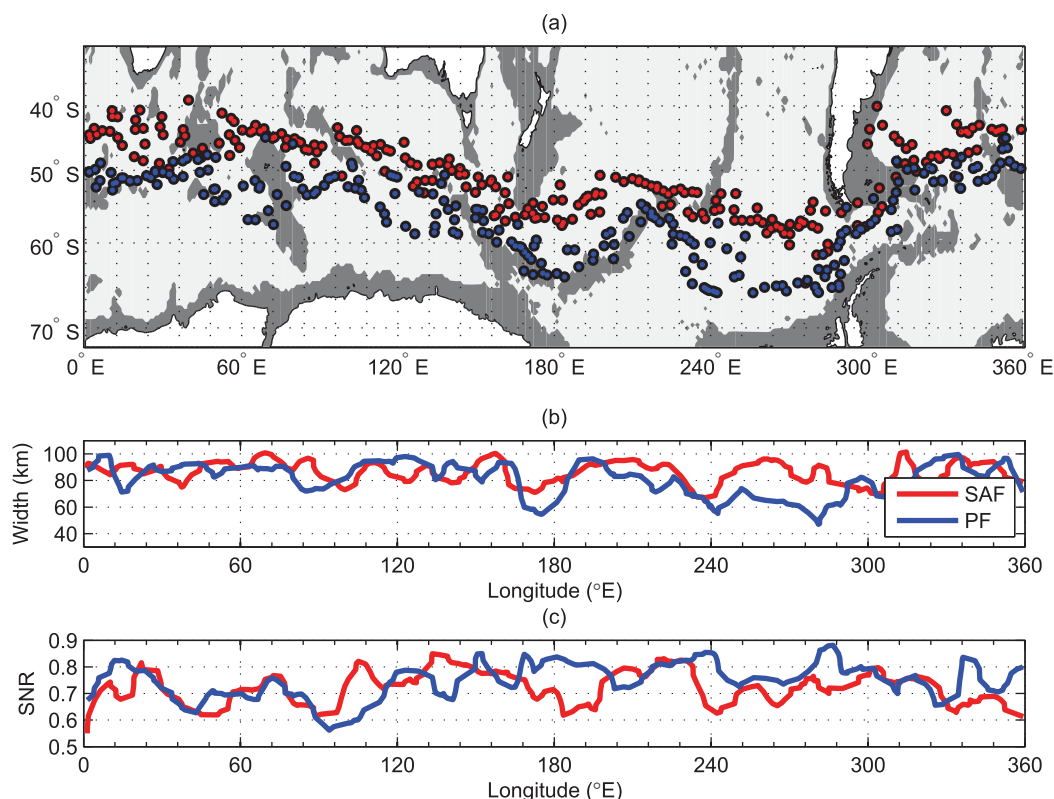 (a)
40° S
50° S
60° S
70° S
0° E 60° E 120° E 180° E 240° E 300° E 360° E
(b)
Width (km)
100
80
60
40
SAF
PF
0 60 120 180 240 300 360
Longitude (°E)
(c)
SNR
0.9
0.8
0.7
0.6
0.5
0 60 120 180 240 300 360
Longitude (°E)